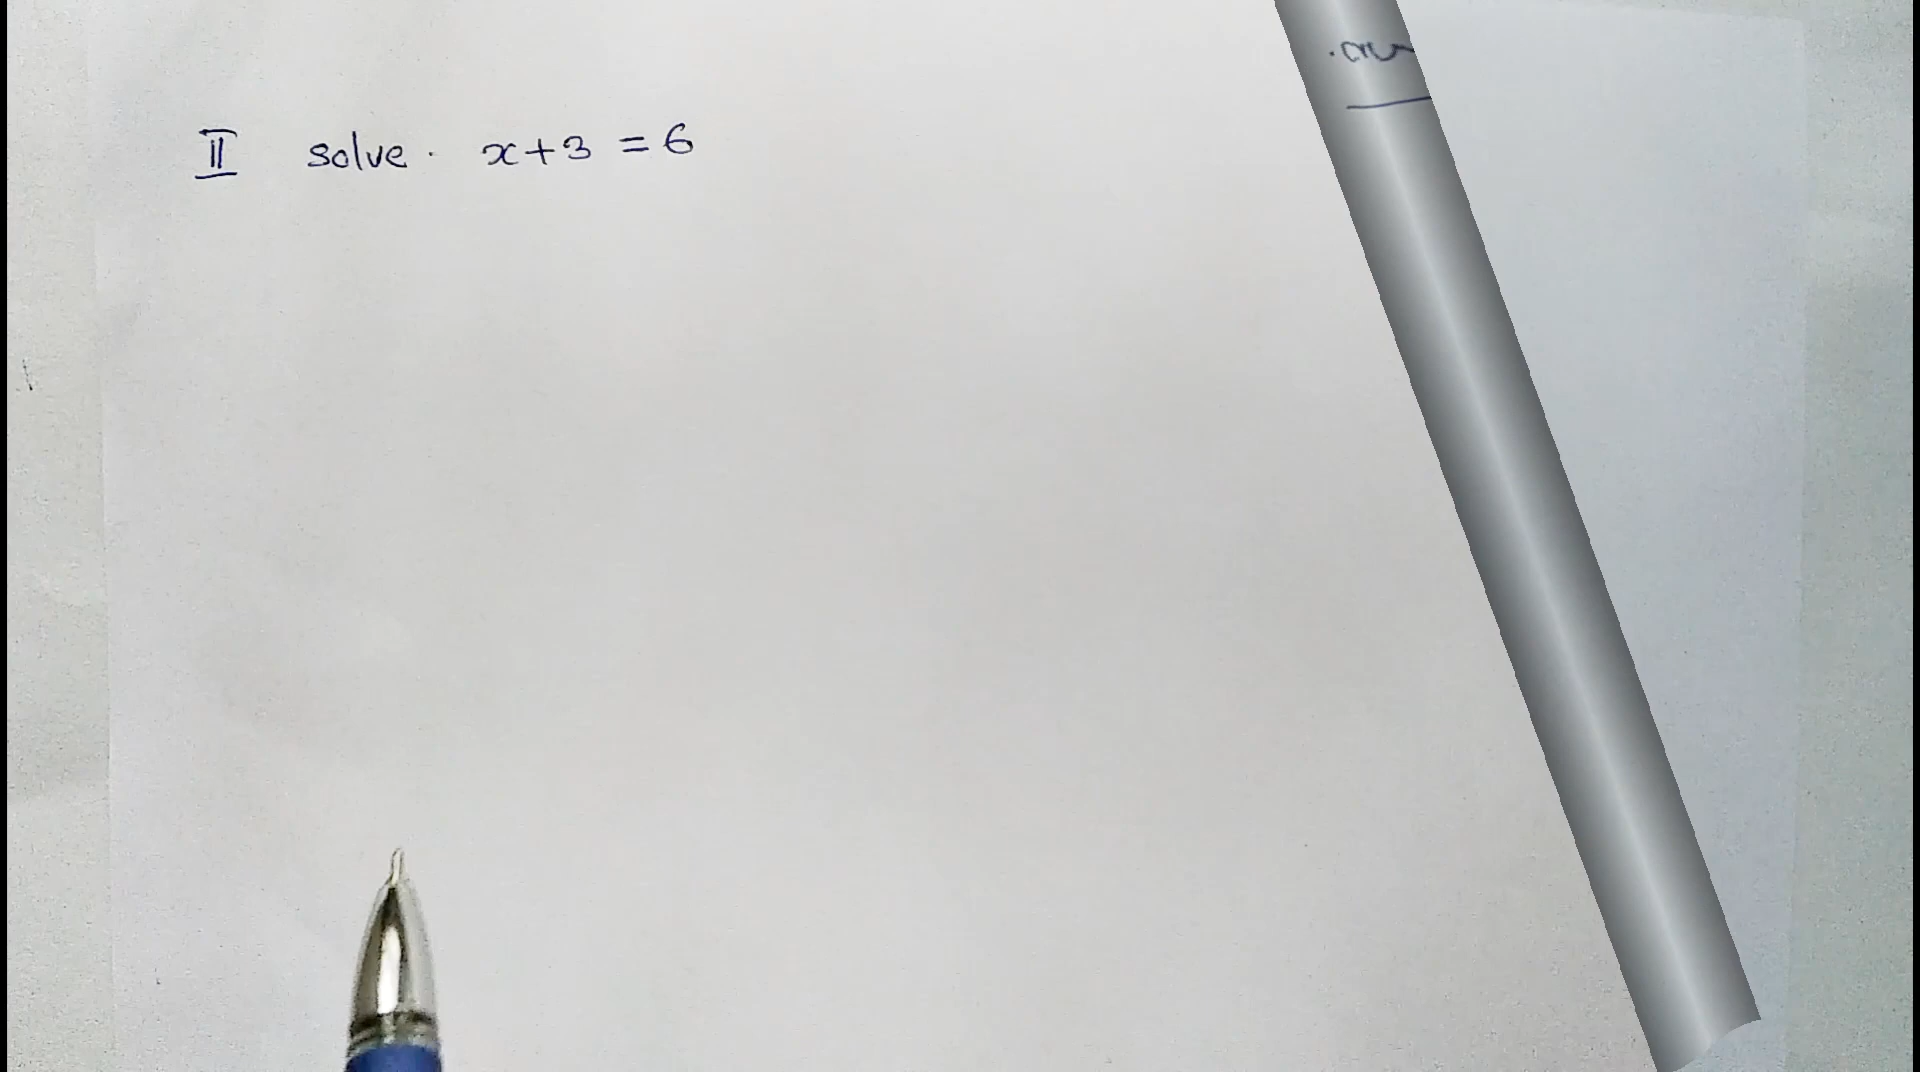 II solve. x+3 = 6